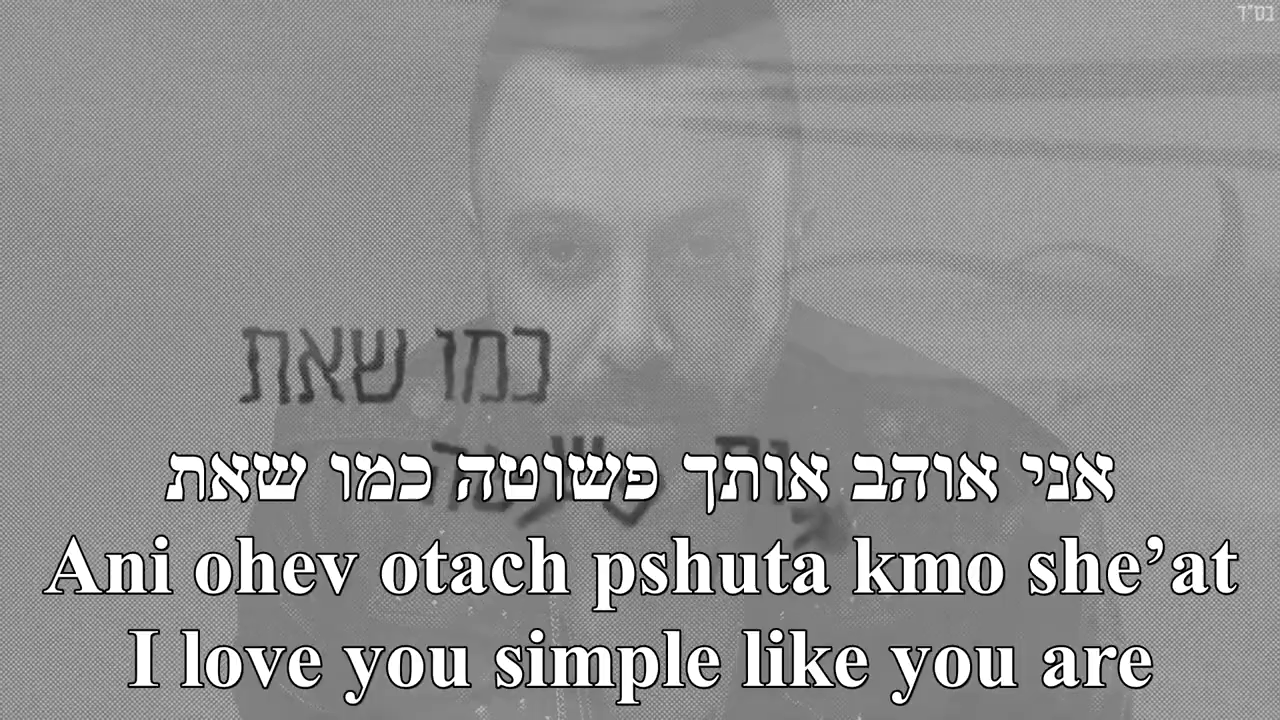 בס"ד
כמו שאת
אני אוהב אותך פשוטה כמו שאת
Ani ohev otach pshuta kmo she’at
I love you simple like you are